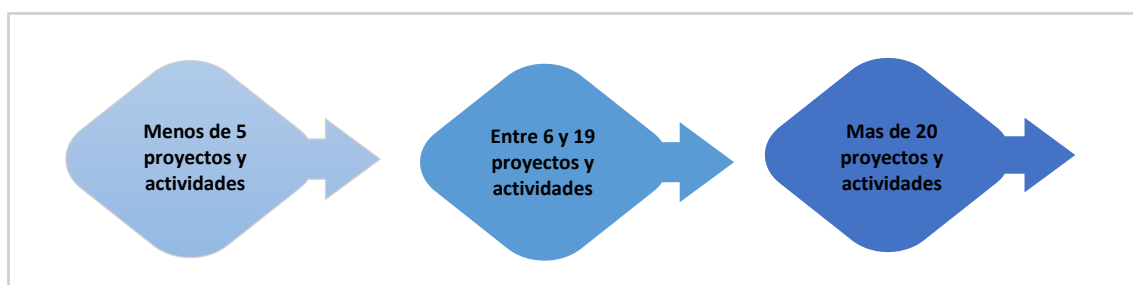 Menos de 5
proyectos y
actividades
Entre 6 y 19
proyectos y
actividades
Mas de 20
proyectos y
actividades